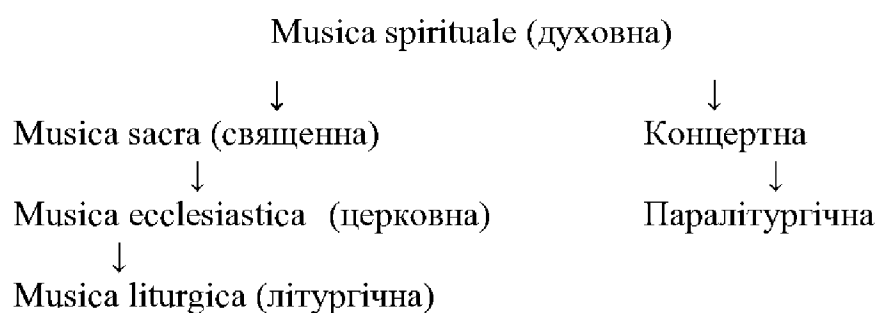 Musica spirituale (духовна)
↓ ↓
Musica sacra (священна) Концертна
↓ ↓
Musica ecclesiastica (церковна) Паралітургічна
↓
Musica liturgica (літургічна)